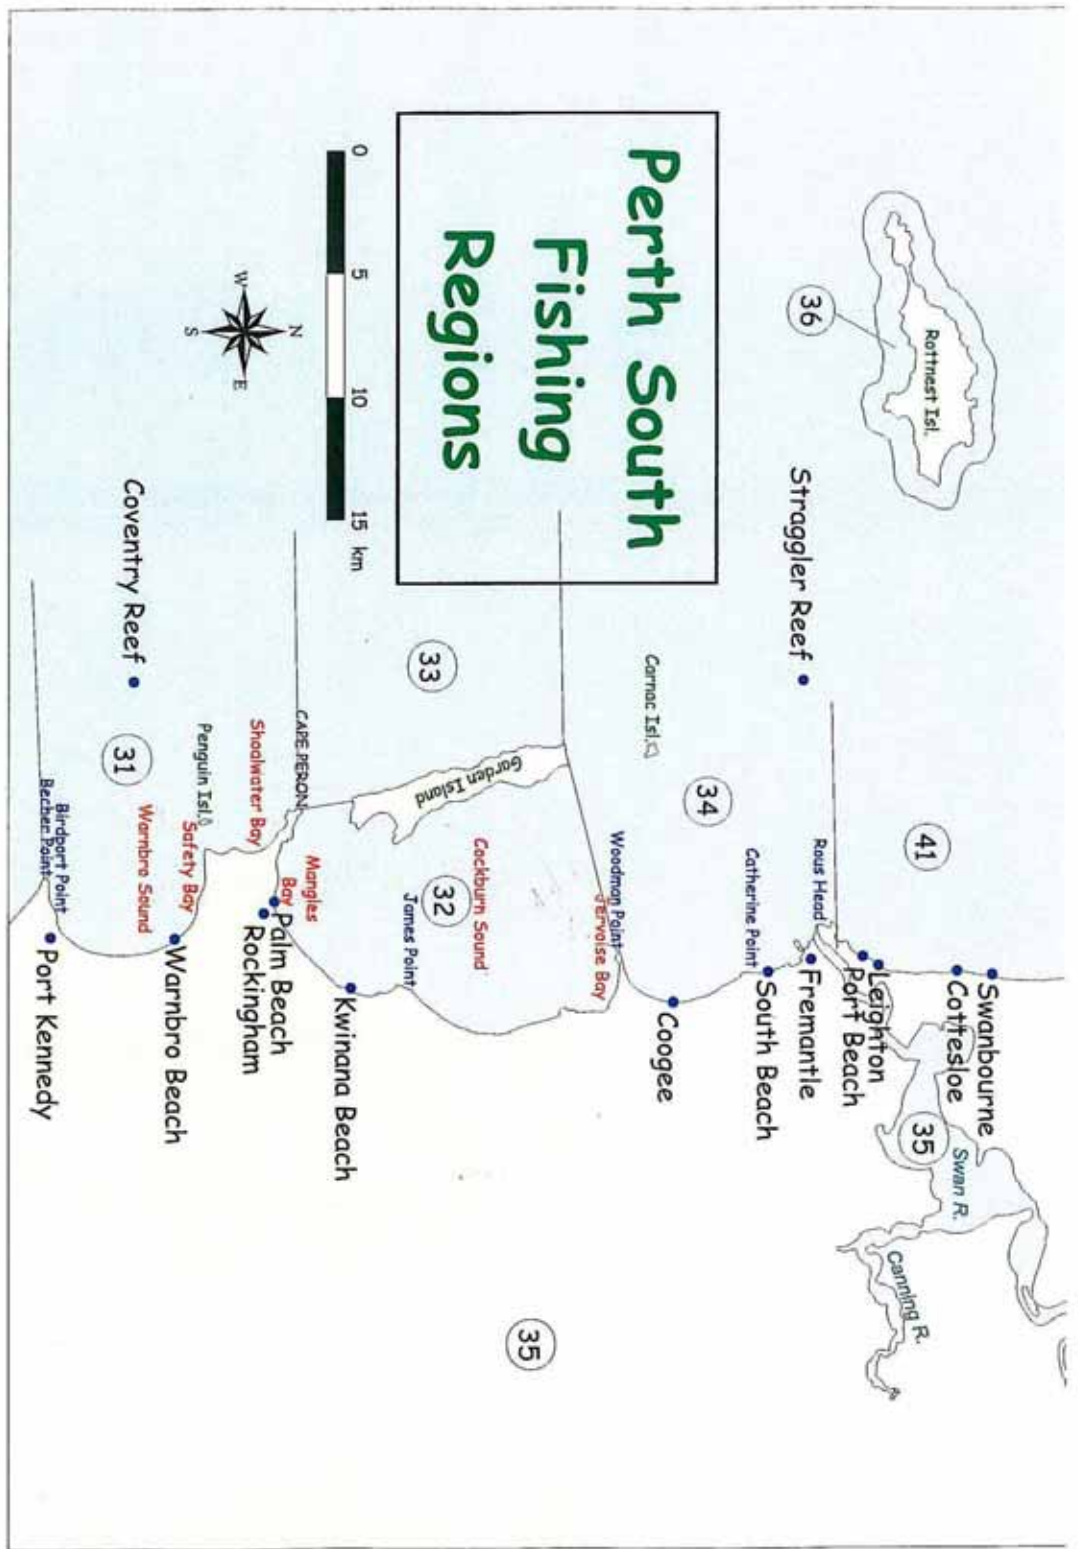 Swanbourne
Cottesloe
Swan R.
35
41
Rottnest Isl.
Leighton
Port Beach
Canning R.
36
Rous Head
Straggler Reef
Fremantle
South Beach
Catherine Point
34
Coogee
Carnac Isl.
Perth South
Fishing
Regions
Woodman Point
Jervoise Bay
35
Garden Island
Cockburn Sound
32
33
James Point
Kwinana Beach
0 5 10 15 km
Mangles
Bay
CAPE PERON
Palm Beach
Rockingham
N
W
E
S
Shoalwater Bay
Penguin Isl.
Safety Bay
Warnbro Beach
Warnbro Sound
31
Coventry Reef
Birdport Point
Becher Point
Port Kennedy